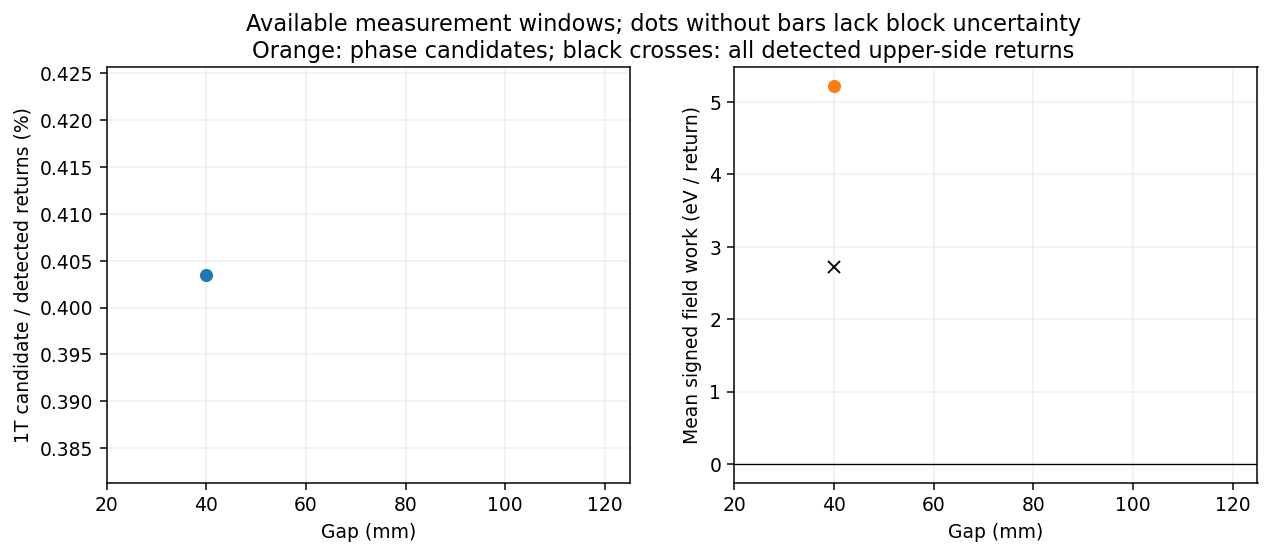 Available measurement windows; dots without bars lack block uncertainty
Orange: phase candidates; black crosses: all detected upper-side returns
1T candidate / detected returns (%)
0.425
0.420
0.415
0.410
0.405
0.400
0.395
0.390
0.385
20 40 60 80 100 120
Gap (mm)
Mean signed field work (eV / return)
5
4
3
2
1
0
20 40 60 80 100 120
Gap (mm)